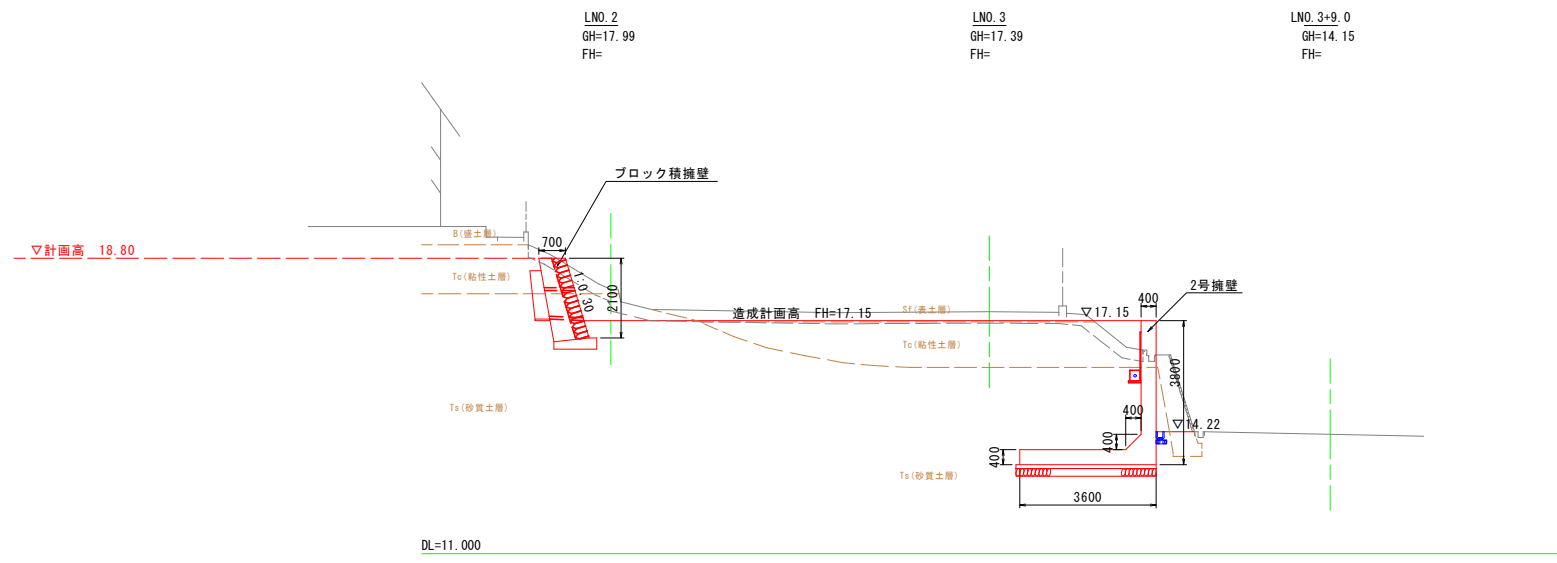 LNO.2
GH=17.99
FH=
LNO.3
GH=17.39
FH=
LNO.3+9.0
GH=14.15
FH=
ブロック積擁壁
B(盛土層)
700
▽計画高 18.80
Tc(粘性土層)
1:0.30
2100
2号擁壁
400
造成計画高 FH=17.15
Sf(表土層)
▽17.15
Tc(粘性土層)
3800
Ts(砂質土層)
400
▽14.22
400
400
Ts(砂質土層)
3600
DL=11.000